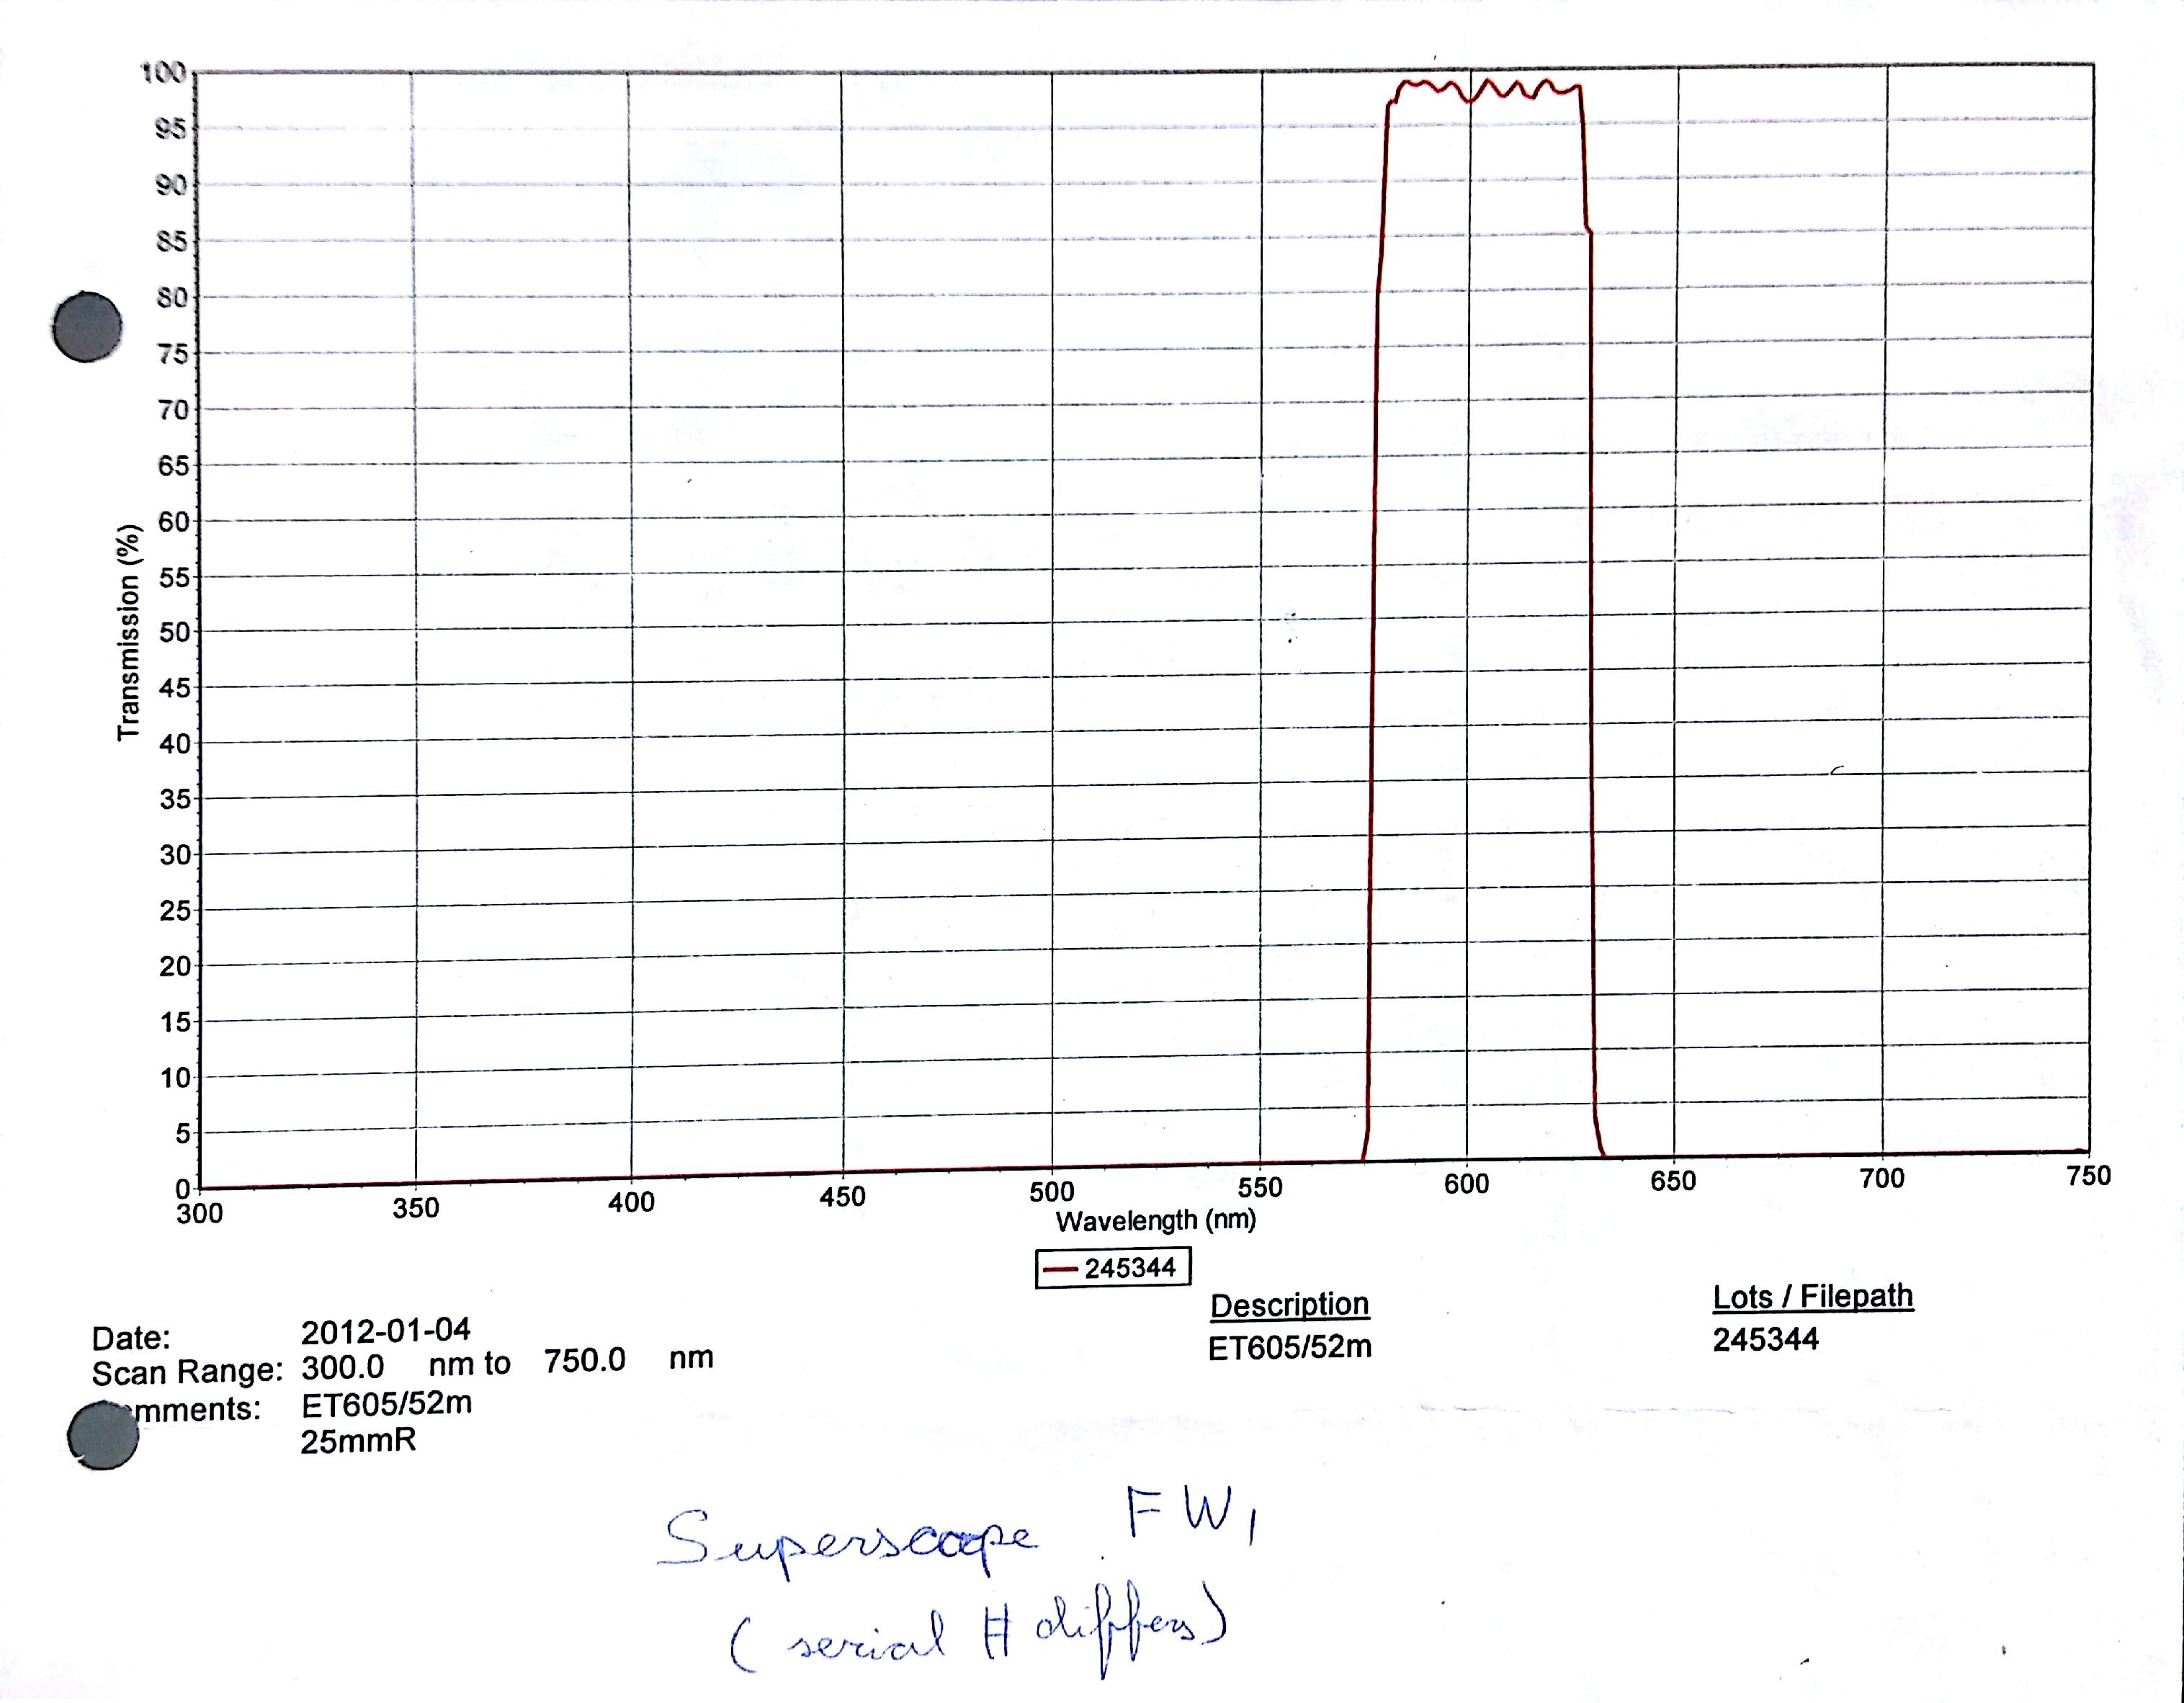 100
95
90
85
80
75
70
65
60
55
50
45
40
35
30
25
20
15
10
5
0
Transmission (%)
300 350 400 450 500 550 600 650 700 750
Wavelength (nm)
245344
Description Lots / Filepath
ET605/52m 245344
Date: 2012-01-04
Scan Range: 300.0 nm to 750.0 nm
mments: ET605/52m
25mmR
Superscope FW1
(serial # differs)